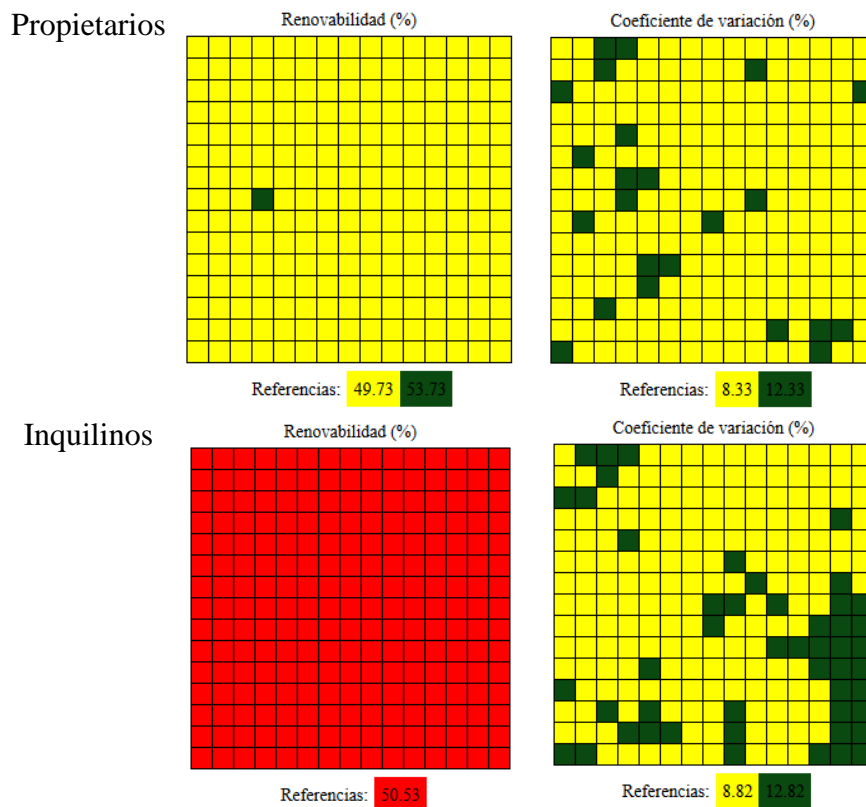 Propietarios
Renovabilidad (%)
Coeficiente de variación (%)
Referencias: 49.73 53.73
Referencias: 8.33 12.33
Inquilinos
Renovabilidad (%)
Coeficiente de variación (%)
Referencias: 50.53
Referencias: 8.82 12.82